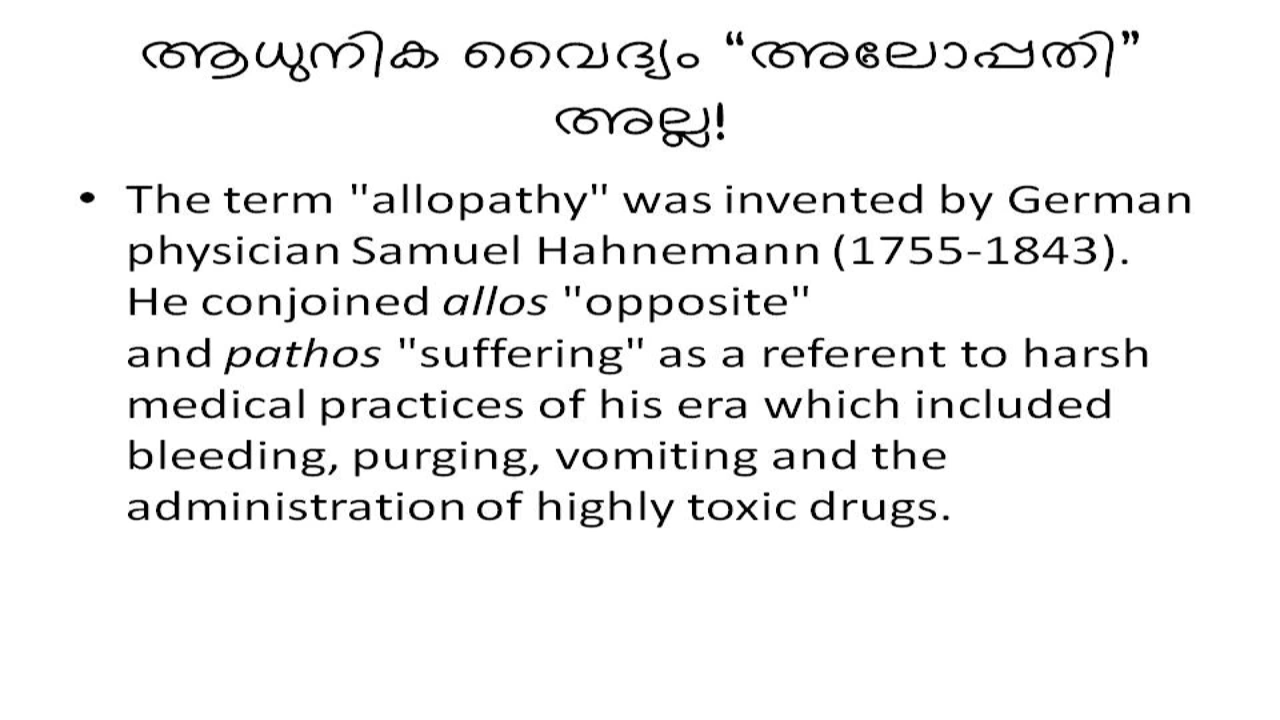 ആധുനിക വൈദ്യം “അലോപ്പതി”
അല്ല!
• The term "allopathy" was invented by German
physician Samuel Hahnemann (1755-1843).
He conjoined allos "opposite"
and pathos "suffering" as a referent to harsh
medical practices of his era which included
bleeding, purging, vomiting and the
administration of highly toxic drugs.